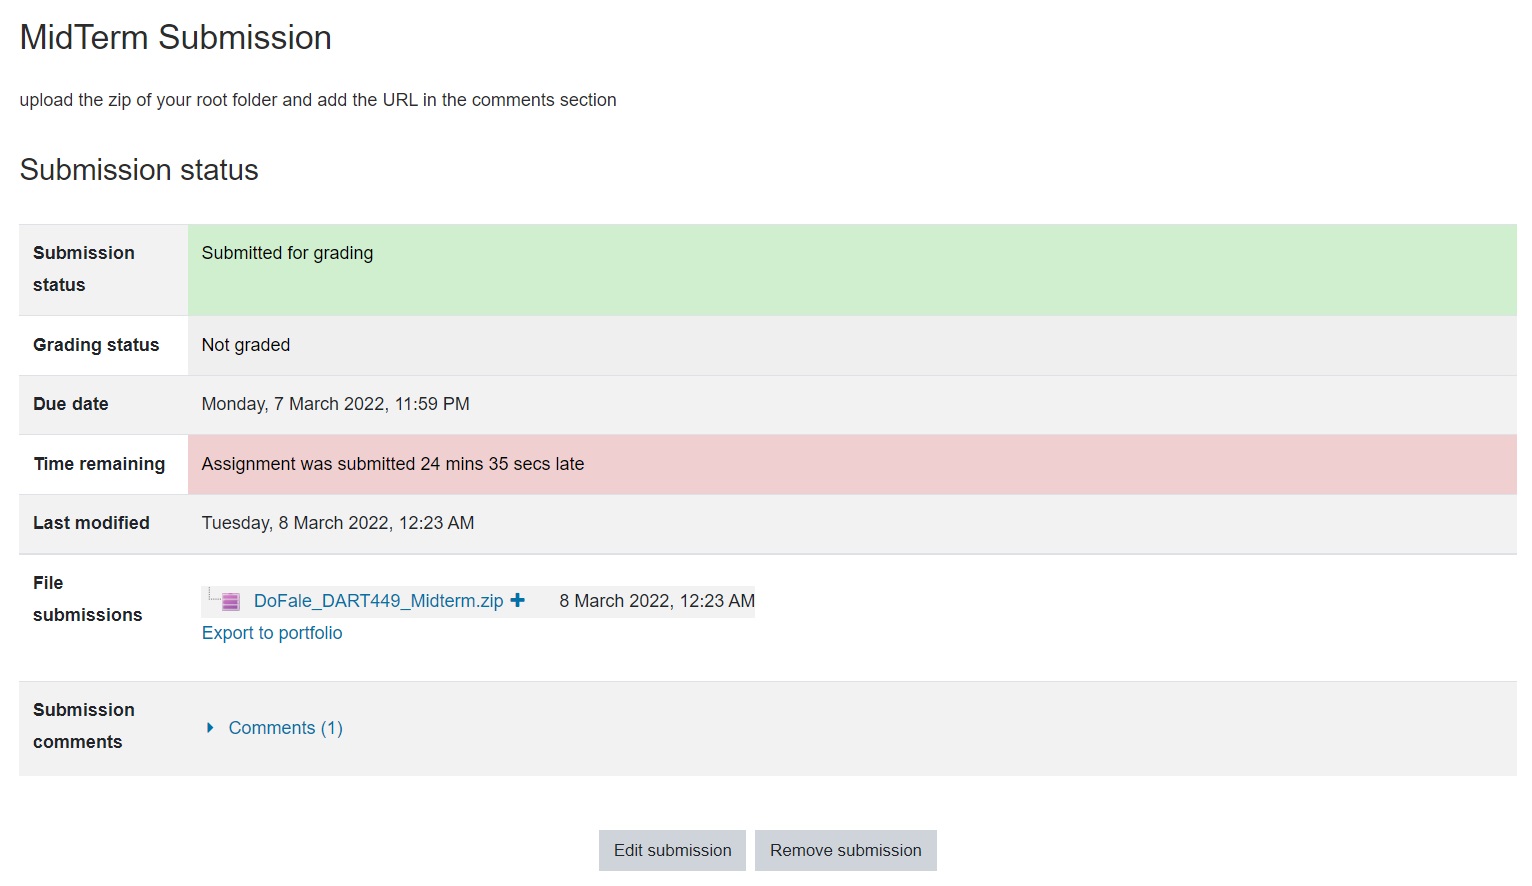 MidTerm Submission
upload the zip of your root folder and add the URL in the comments section
Submission status
Submission
status
Submitted for grading
Grading status
Not graded
Due date
Monday, 7 March 2022, 11:59 PM
Time remaining
Assignment was submitted 24 mins 35 secs late
Last modified
Tuesday, 8 March 2022, 12:23 AM
File
submissions
DoFale_DART449_Midterm.zip 8 March 2022, 12:23 AM
Export to portfolio
Submission
comments
Comments (1)
Edit submission
Remove submission